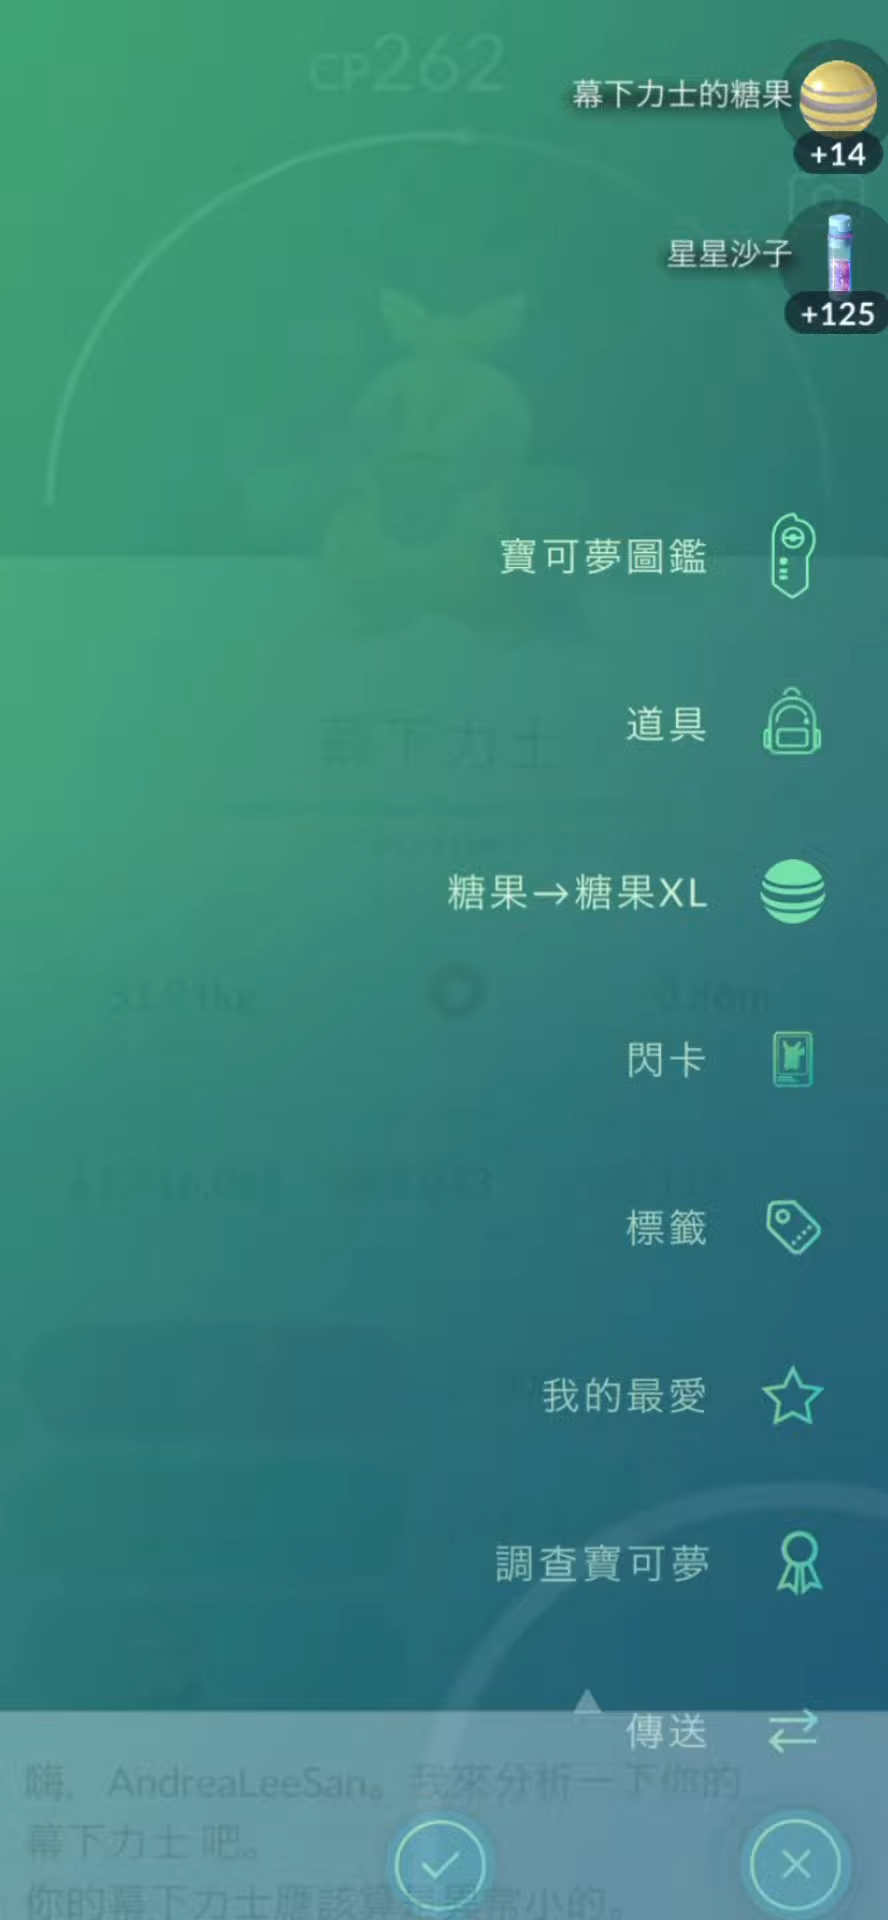 CP262
幕下力士的糖果
+14
星星沙子
+125
寶可夢圖鑑
幕下力士
道具
糖果→糖果XL
閃卡
標籤
我的最愛
調查寶可夢
傳送
嗨，AndreaLeeSan。我來分析一下你的
幕下力士 吧。